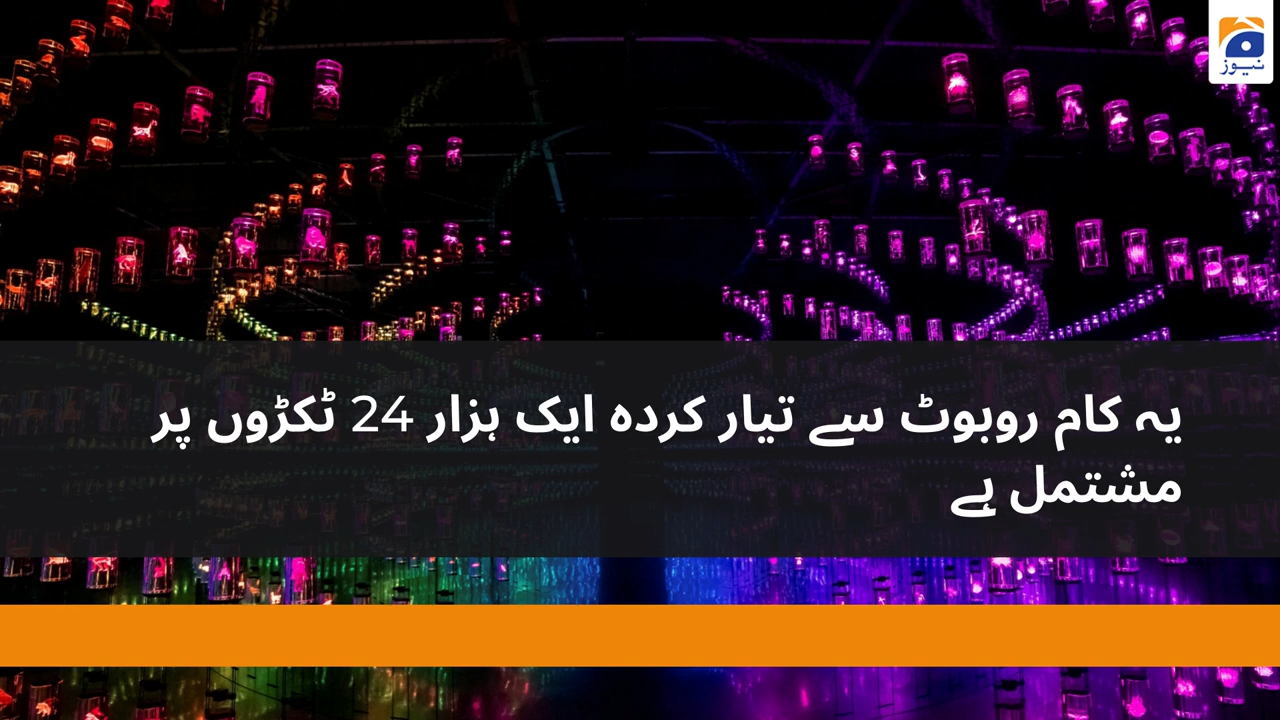 نیوز
یہ کام روبوٹ سے تیار کردہ ایک ہزار 24 ٹکڑوں پر
مشتمل ہے